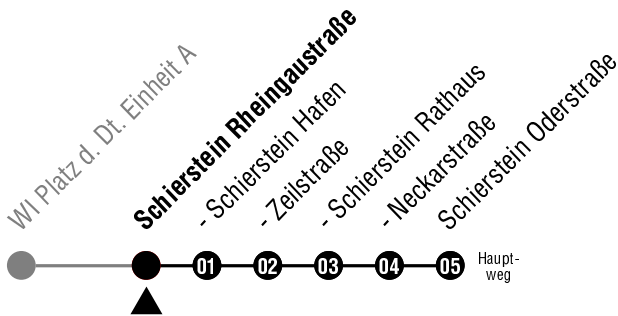 WI Platz d. Dt. Einheit A
Schierstein Rheingaustraße
- Schierstein Hafen
- Zeilstraße
- Schierstein Rathaus
- Neckarstraße
Schierstein Oderstraße
01 02 03 04 05
Haupt-
weg